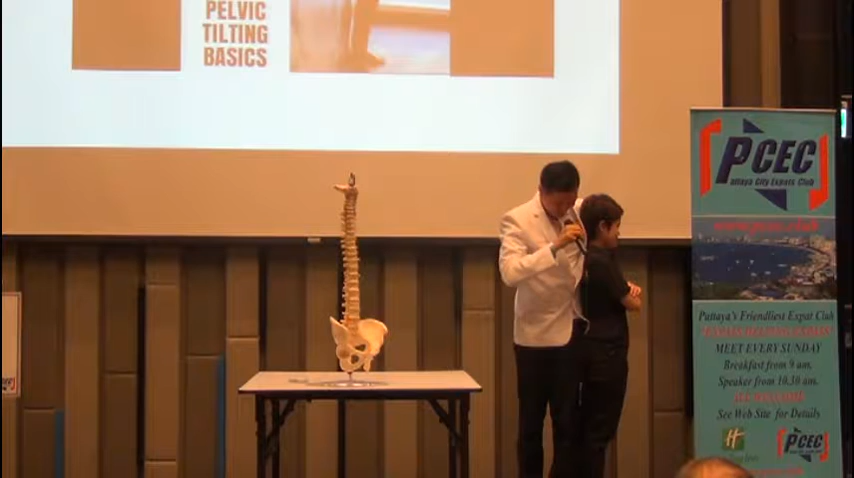 PELVIC
TILTING
BASICS
PCEC
Pattaya City Expats Club
www.pcec.club
Pattaya's Friendliest Expat Club
MEET EVERY SUNDAY
Breakfast from 9 am.
Speaker from 10.30 am.
See Web Site for Details
H
PCEC